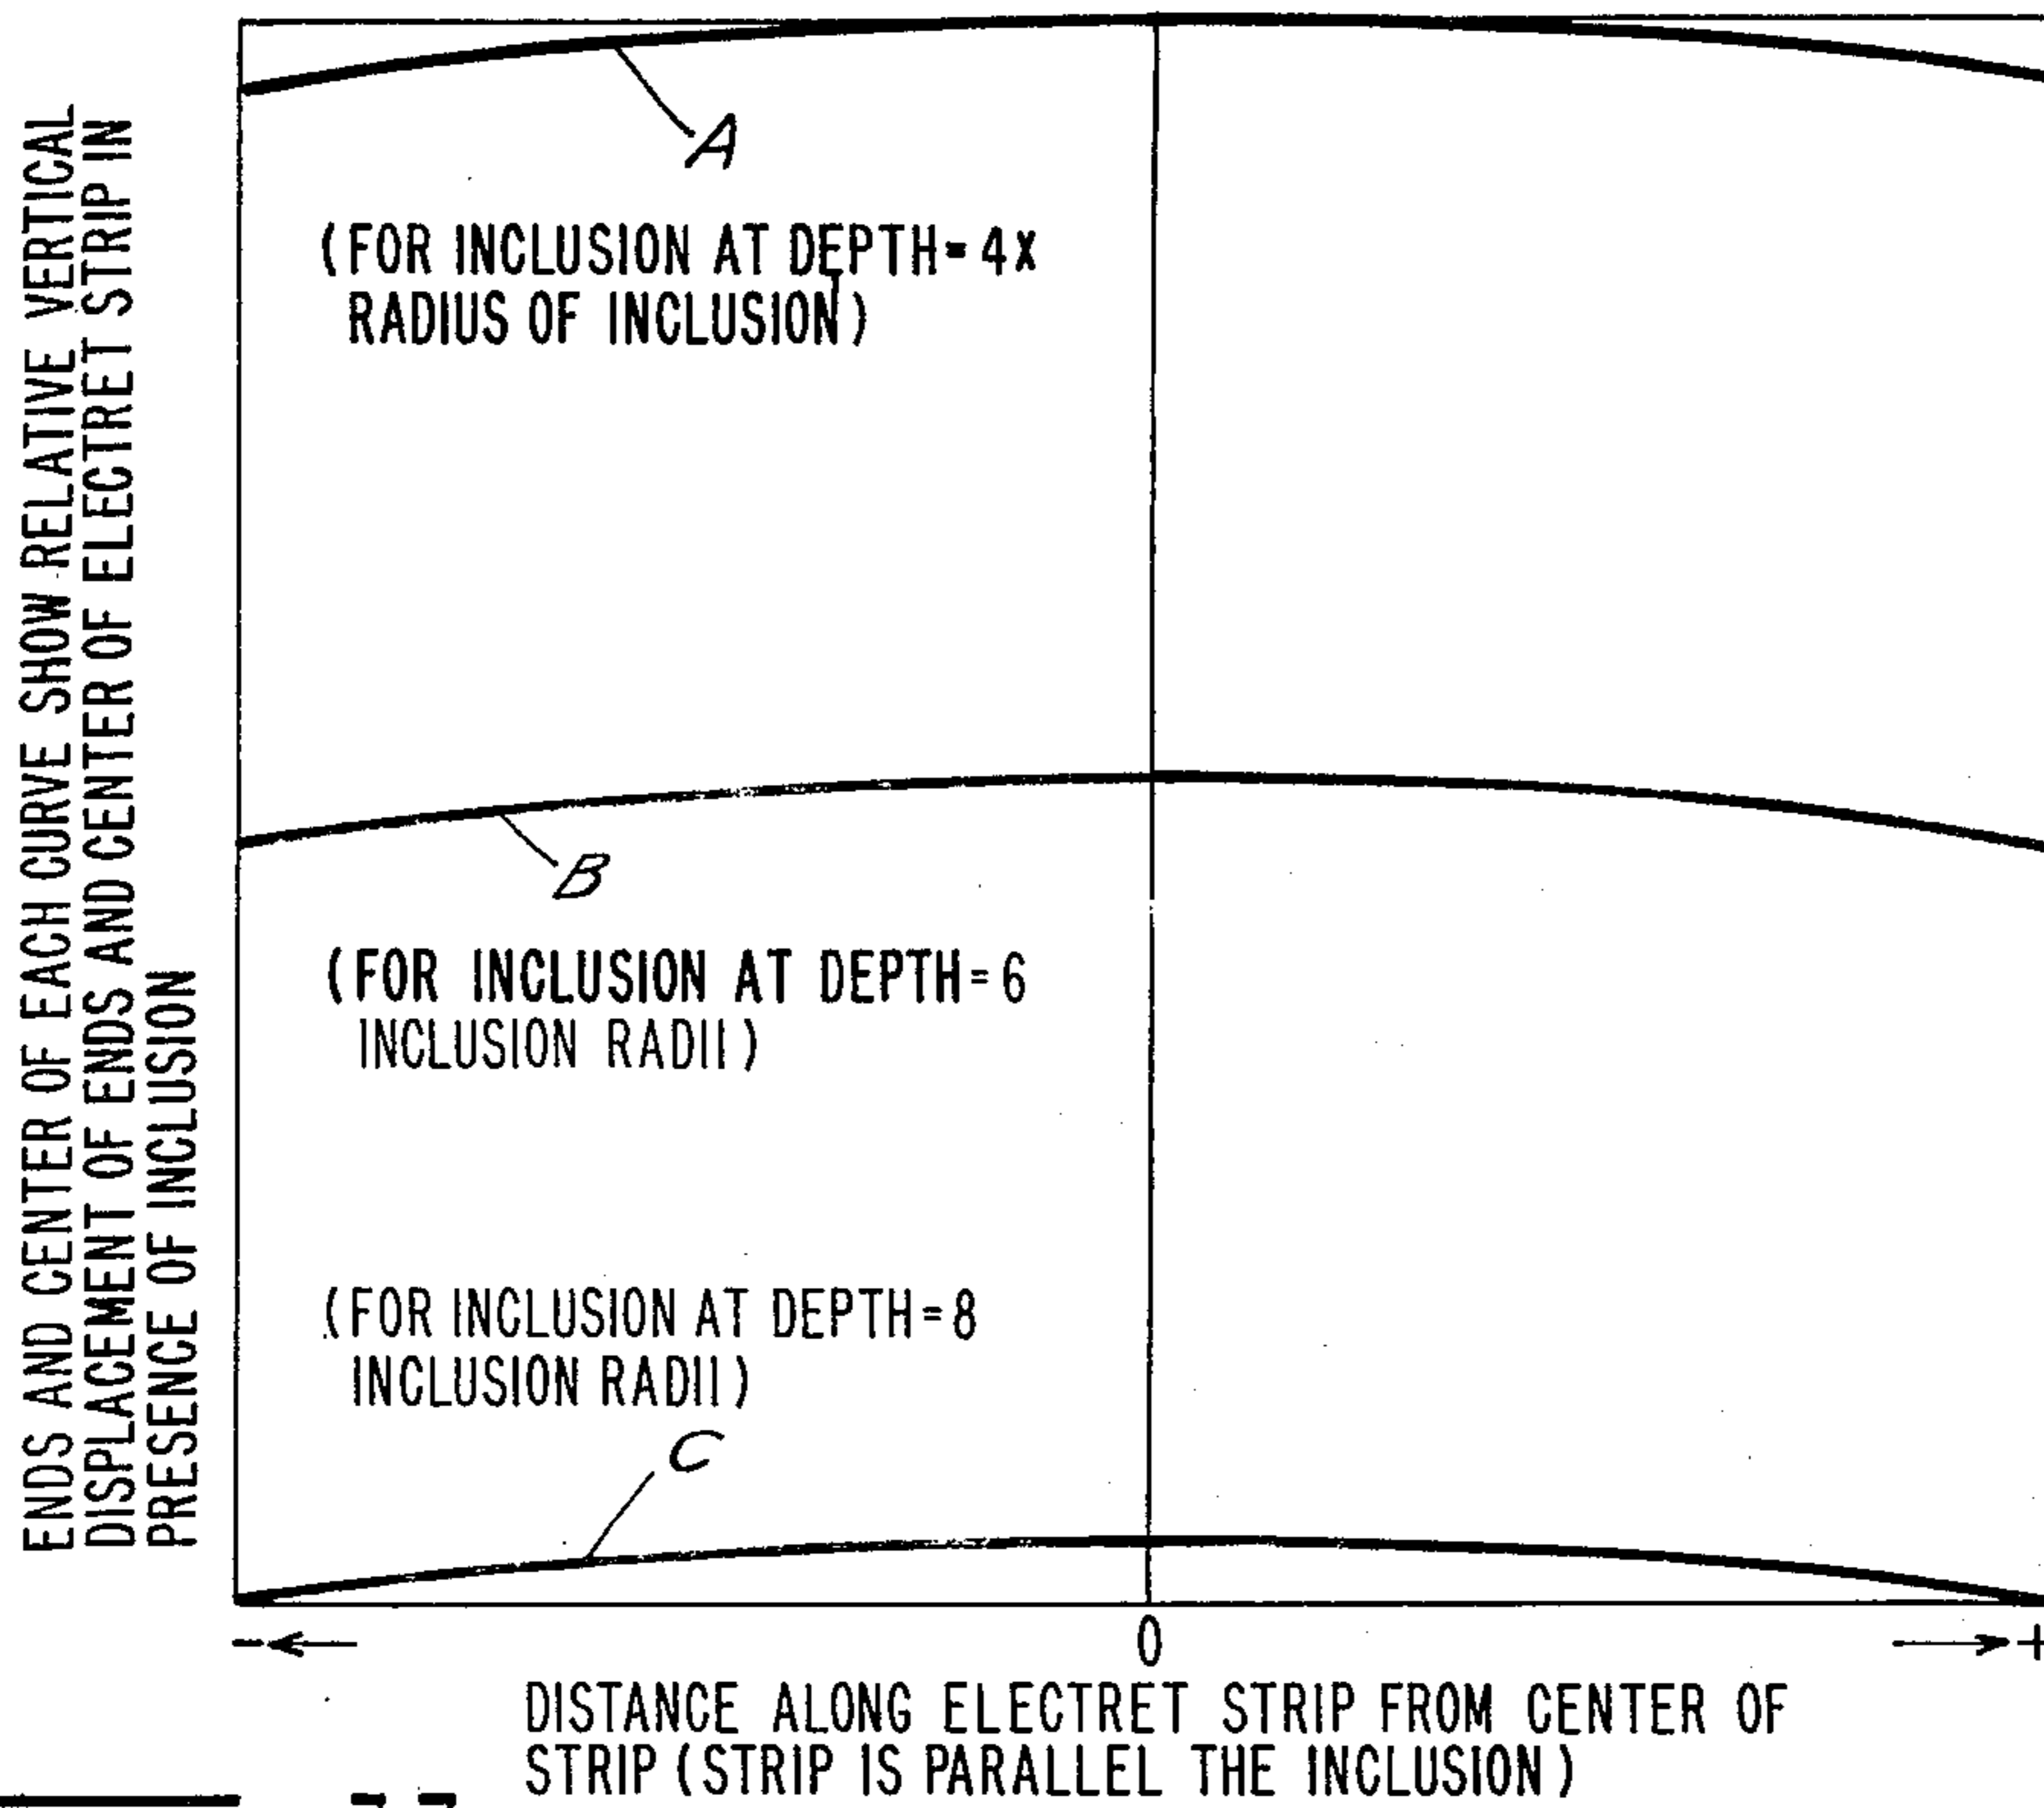 ENDS AND CENTER OF EACH CURVE SHOW RELATIVE VERTICAL
DISPLACEMENT OF ENDS AND CENTER OF ELECTRET STRIP IN
PRESENCE OF INCLUSION
A
(FOR INCLUSION AT DEPTH = 4X
RADIUS OF INCLUSION)
B
(FOR INCLUSION AT DEPTH = 6
INCLUSION RADII)
(FOR INCLUSION AT DEPTH = 8
INCLUSION RADII)
C
- 0 +
DISTANCE ALONG ELECTRET STRIP FROM CENTER OF
STRIP (STRIP IS PARALLEL THE INCLUSION)